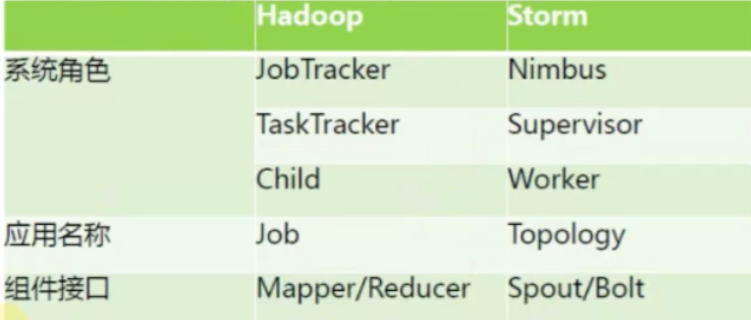 Hadoop Storm
系统角色 JobTracker Nimbus
TaskTracker Supervisor
Child Worker
应用名称 Job Topology
组件接口 Mapper/Reducer Spout/Bolt